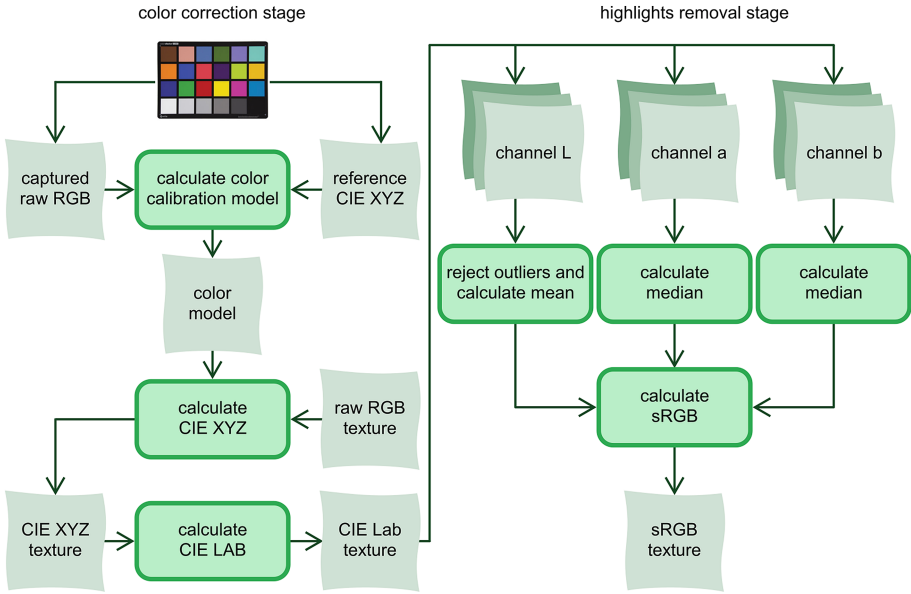 color correction stage
highlights removal stage
captured
raw RGB
calculate color
calibration model
reference
CIE XYZ
color
model
calculate
CIE XYZ
raw RGB
texture
CIE XYZ
texture
calculate
CIE LAB
CIE Lab
texture
channel L
channel a
channel b
reject outliers and
calculate mean
calculate
median
calculate
median
calculate
sRGB
sRGB
texture